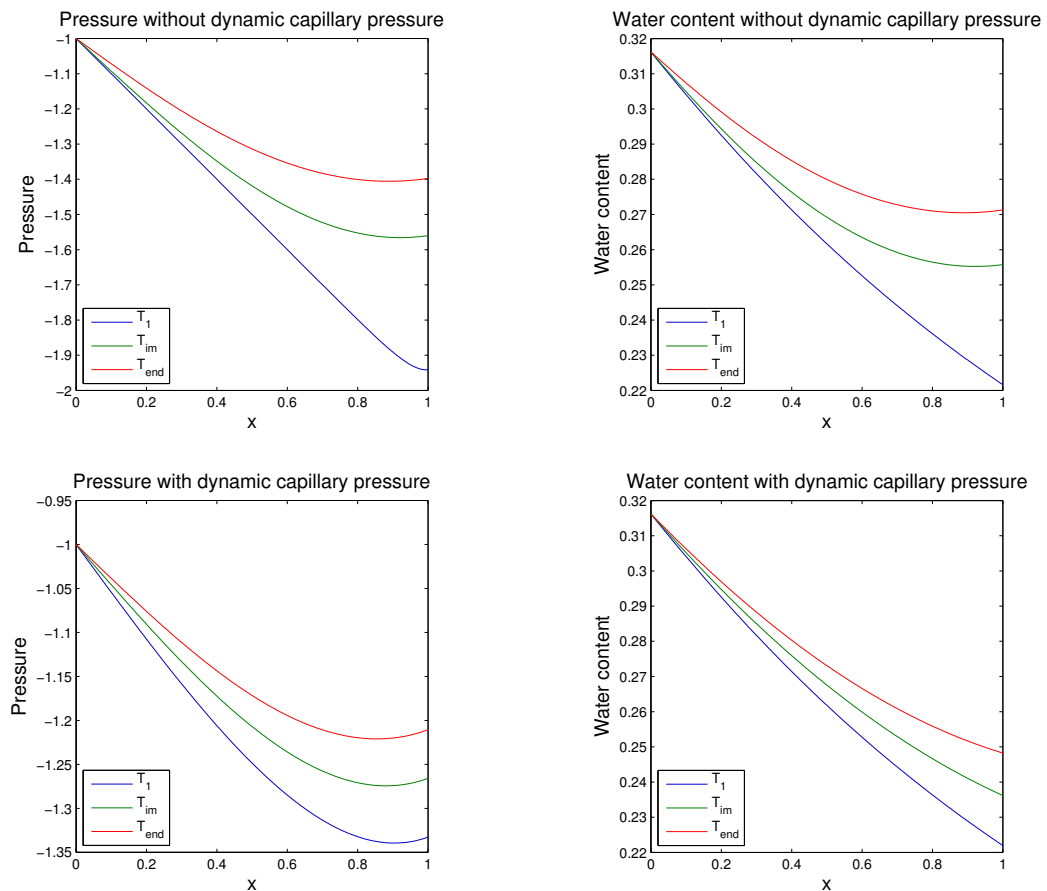 Pressure without dynamic capillary pressure
−1
−1.1
−1.2
−1.3
−1.4
−1.5
−1.6
−1.7
−1.8
−1.9
−2
Pressure
T1
Tim
Tend
0 0.2 0.4 0.6 0.8 1
x
Water content without dynamic capillary pressure
0.32
0.31
0.3
0.29
0.28
0.27
0.26
0.25
0.24
0.23
0.22
Water content
T1
Tim
Tend
0 0.2 0.4 0.6 0.8 1
x
Pressure with dynamic capillary pressure
−0.95
−1
−1.05
−1.1
−1.15
−1.2
−1.25
−1.3
−1.35
Pressure
T1
Tim
Tend
0 0.2 0.4 0.6 0.8 1
x
Water content with dynamic capillary pressure
0.32
0.31
0.3
0.29
0.28
0.27
0.26
0.25
0.24
0.23
0.22
Water content
T1
Tim
Tend
0 0.2 0.4 0.6 0.8 1
x